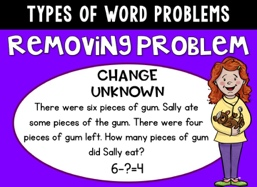 TYPES OF WORD PROBLEMS
REMOVING PROBLEM
CHANGE
UNKNOWN
There were six pieces of gum. Sally ate
some pieces of the gum. There were four
pieces of gum left. How many pieces of gum
did Sally eat?
6-?=4